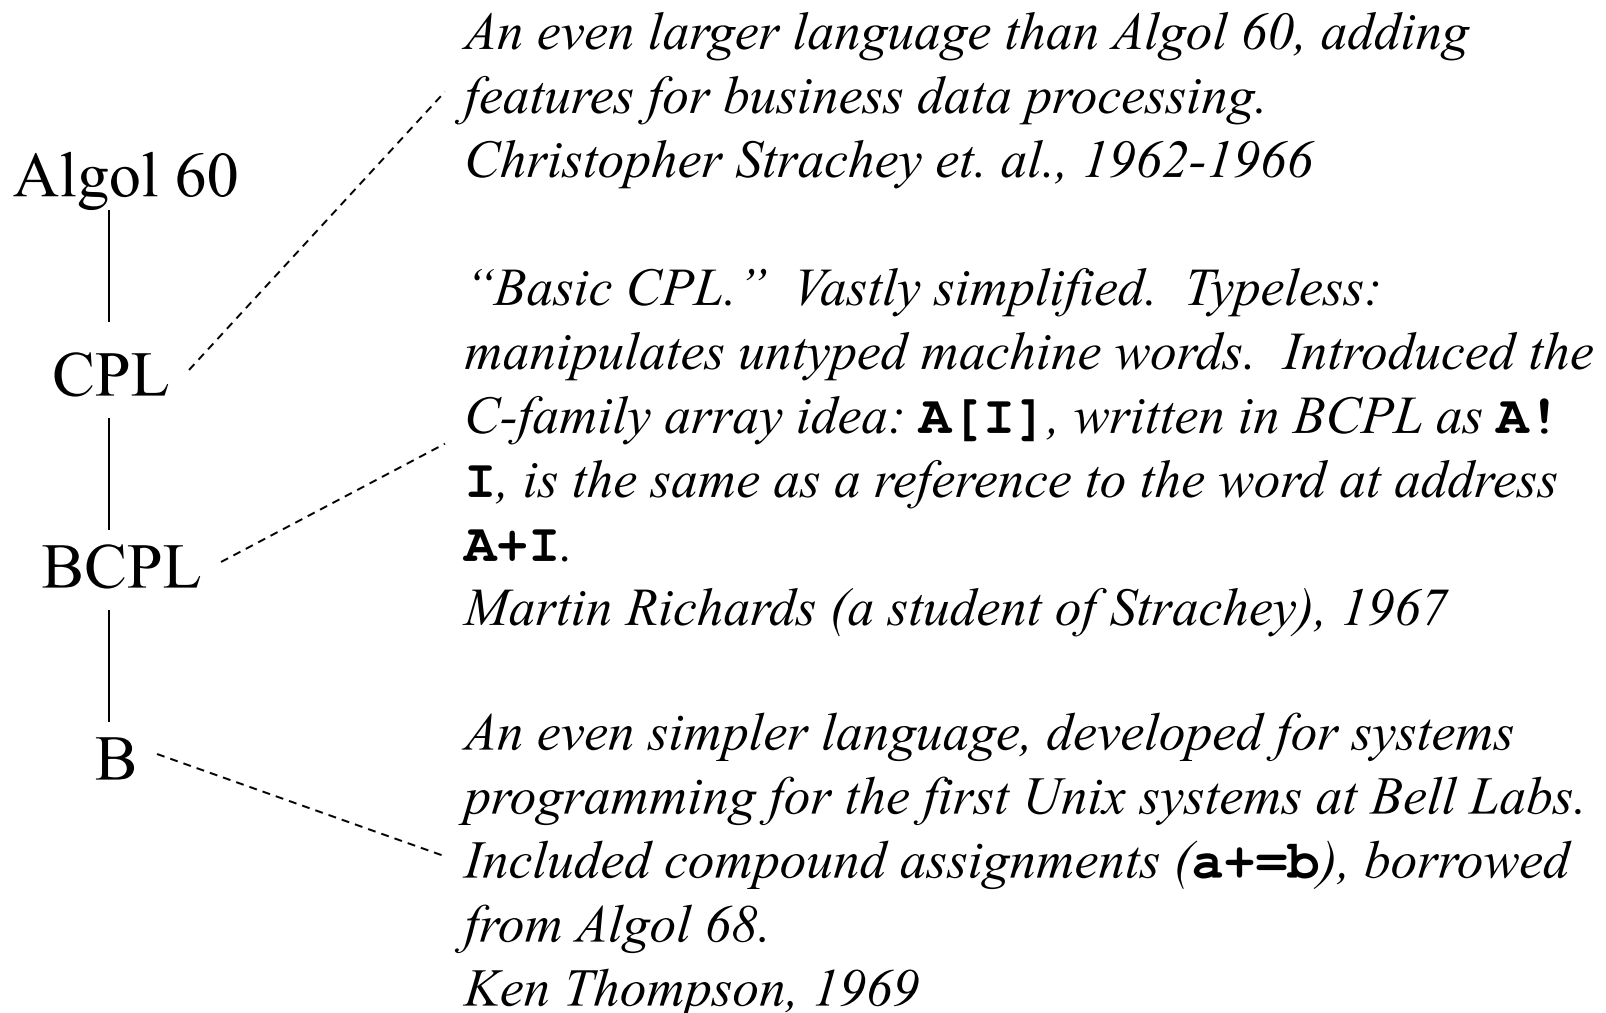 An even larger language than Algol 60, adding
features for business data processing.
Christopher Strachey et. al., 1962-1966
Algol 60
“Basic CPL.”  Vastly simplified.  Typeless:
manipulates untyped machine words.  Introduced the
CPL
C-family array idea: A[I], written in BCPL as A!
I, is the same as a reference to the word at address
A+I.
BCPL
Martin Richards (a student of Strachey), 1967
An even simpler language, developed for systems
B
programming for the first Unix systems at Bell Labs.
Included compound assignments (a+=b), borrowed
from Algol 68.
Ken Thompson, 1969